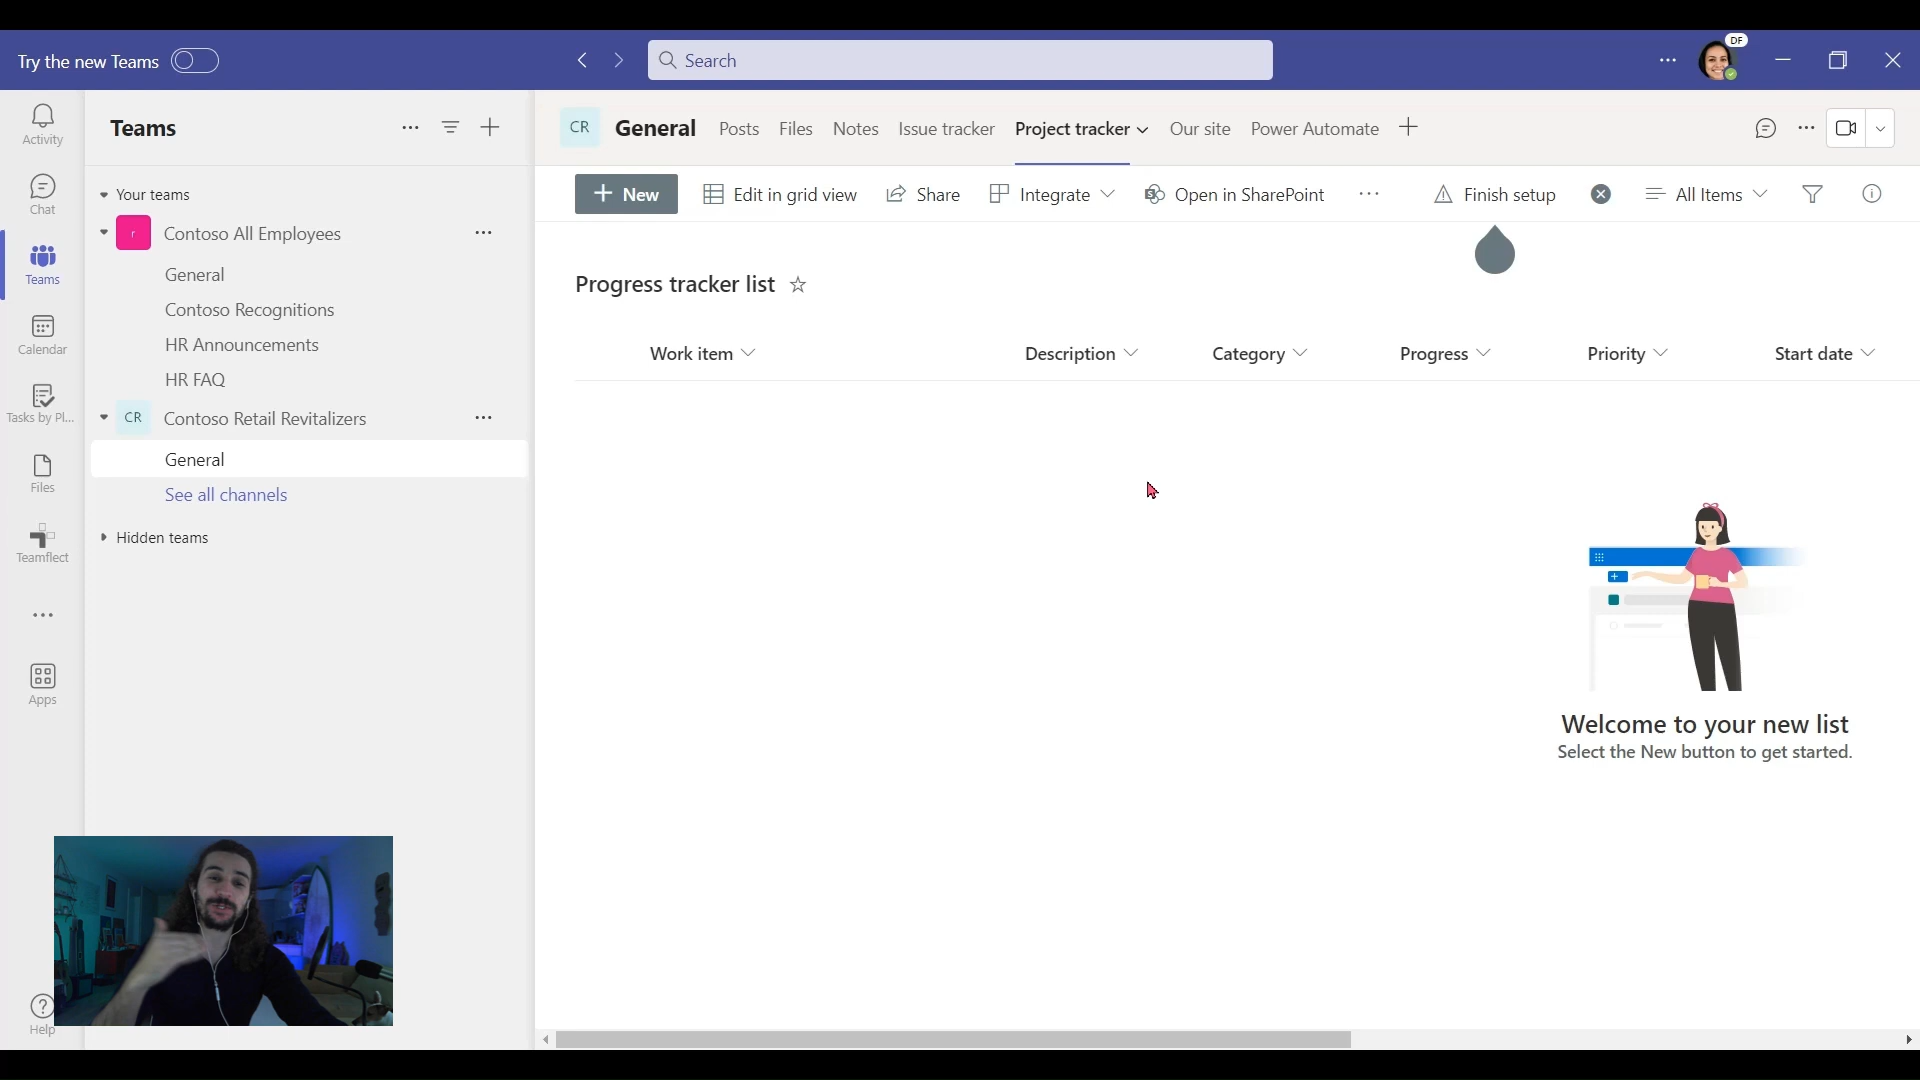 Try the new Teams
Search
DF
Activity
Chat
Teams
Calendar
Tasks by Pl...
Files
Teamflect
Apps
Help
Teams
Your teams
r
Contoso All Employees
General
Contoso Recognitions
HR Announcements
HR FAQ
CR
Contoso Retail Revitalizers
General
See all channels
Hidden teams
CR General Posts Files Notes Issue tracker Project tracker Our site Power Automate
New Edit in grid view Share Integrate Open in SharePoint Finish setup All Items
Progress tracker list
Work item Description Category Progress Priority Start date
Welcome to your new list
Select the New button to get started.